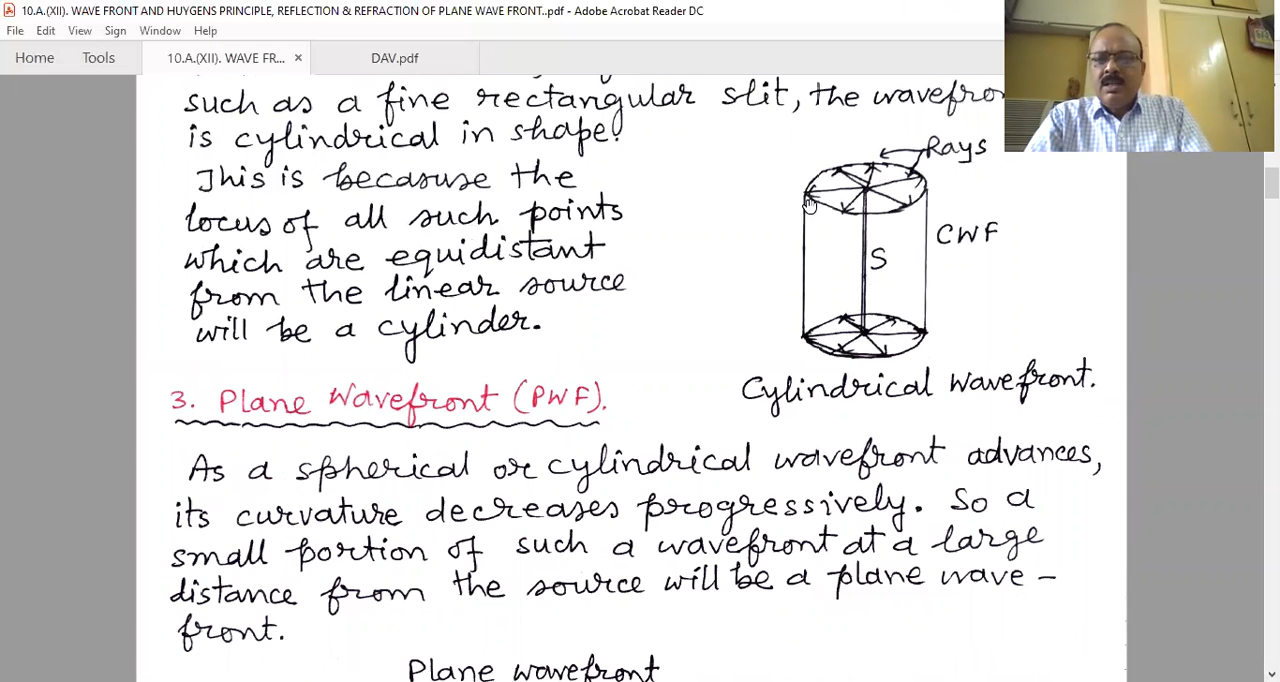 10.A.(XII). WAVE FRONT AND HUYGENS PRINCIPLE, REFLECTION & REFRACTION OF PLANE WAVE FRONT..pdf - Adobe Acrobat Reader DC
File Edit View Sign Window Help
Home Tools 10.A.(XII). WAVE FR... × DAV.pdf
such as a fine rectangular slit, the wavefro
is cylindrical in shape.
This is becasuse the
locus of all such points
which are equidistant
from the linear source
will be a cylinder.
Rays
CWF
S
Cylindrical Wavefront.
3. Plane Wavefront (PWF).
As a spherical or cylindrical wavefront advances,
its curvature decreases progressively. So a
small portion of such a wavefront at a large
distance from the source will be a plane wave-
front.
Plane wavefront